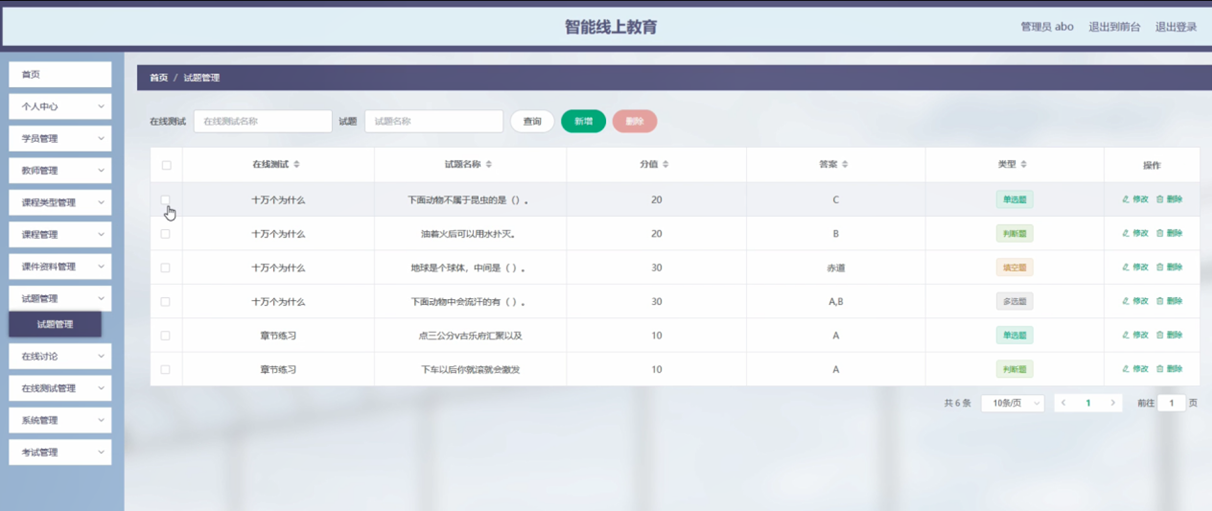 智能线上教育
管理员 abo 退出到前台 退出登录
首页
个人中心
学员管理
教师管理
课程类型管理
课程管理
课件资料管理
试题管理
试题管理
在线讨论
在线测试管理
系统管理
考试管理
首页 / 试题管理
在线测试 在线测试名称 试题 试题名称 查询 新增 删除
在线测试 试题名称 分值 答案 类型 操作
十万个为什么 下面动物不属于昆虫的是（）。 20 C 单选题 修改 删除
十万个为什么 油着火后可以用水扑灭。 20 B 判断题 修改 删除
十万个为什么 地球是个球体，中间是（）。 30 赤道 填空题 修改 删除
十万个为什么 下面动物中会流汗的有（）。 30 A,B 多选题 修改 删除
章节练习 点三公分v古乐府汇聚以及 10 A 单选题 修改 删除
章节练习 下车以后你就滚就会散发 10 A 判断题 修改 删除
共 6 条 10条/页 1 前往 1 页